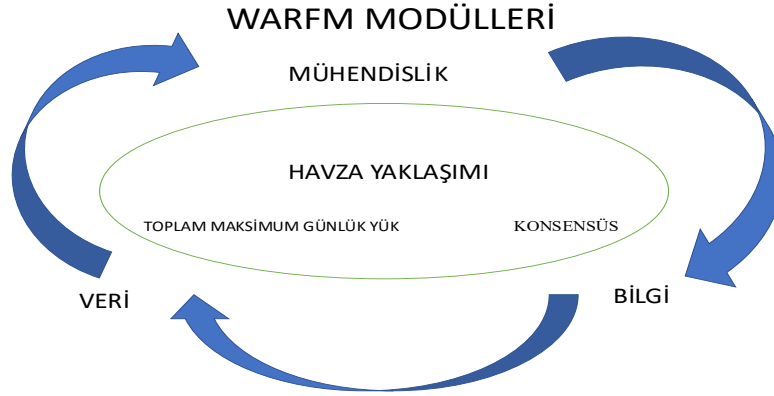 WARFM MODÜLLERİ
MÜHENDİSLİK
HAVZA YAKLAŞIMI
TOPLAM MAKSİMUM GÜNLÜK YÜK
KONSENSÜS
VERİ
BİLGİ